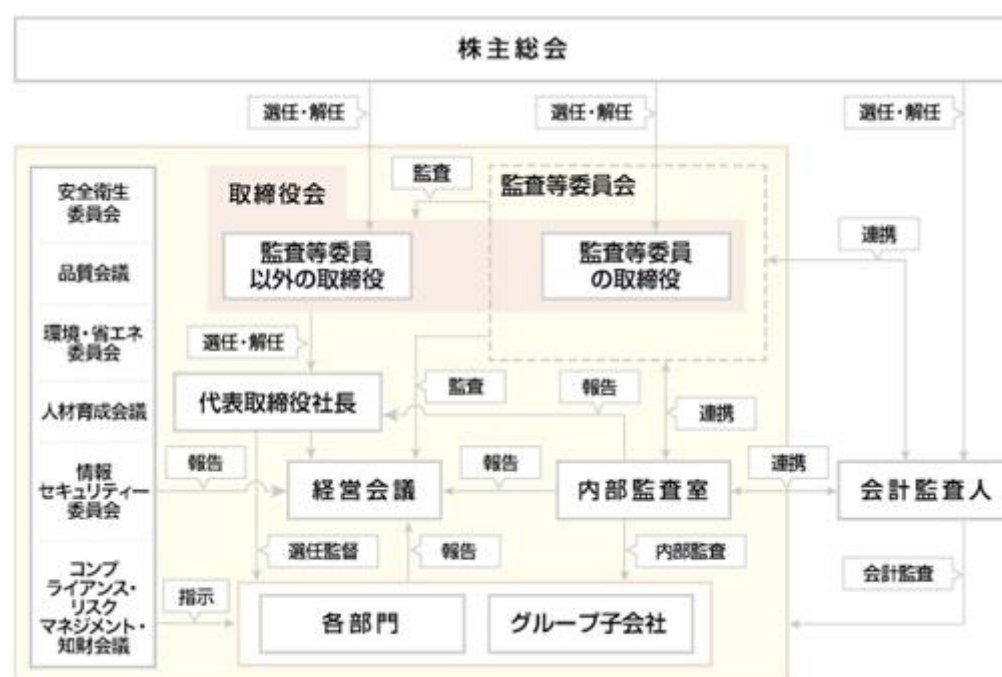 株主総会
選任・解任
選任・解任
選任・解任
安全衛生
委員会
品質会議
環境・省エネ
委員会
人材育成会議
情報
セキュリティー
委員会
コンプ
ライアンス・
リスク
マネジメント・
知財会議
取締役会
監査
監査等委員会
監査等委員
以外の取締役
監査等委員
の取締役
連携
選任・解任
代表取締役社長
監査
報告
連携
報告
経営会議
報告
内部監査室
連携
会計監査人
選任監督
報告
内部監査
会計監査
指示
各部門
グループ子会社